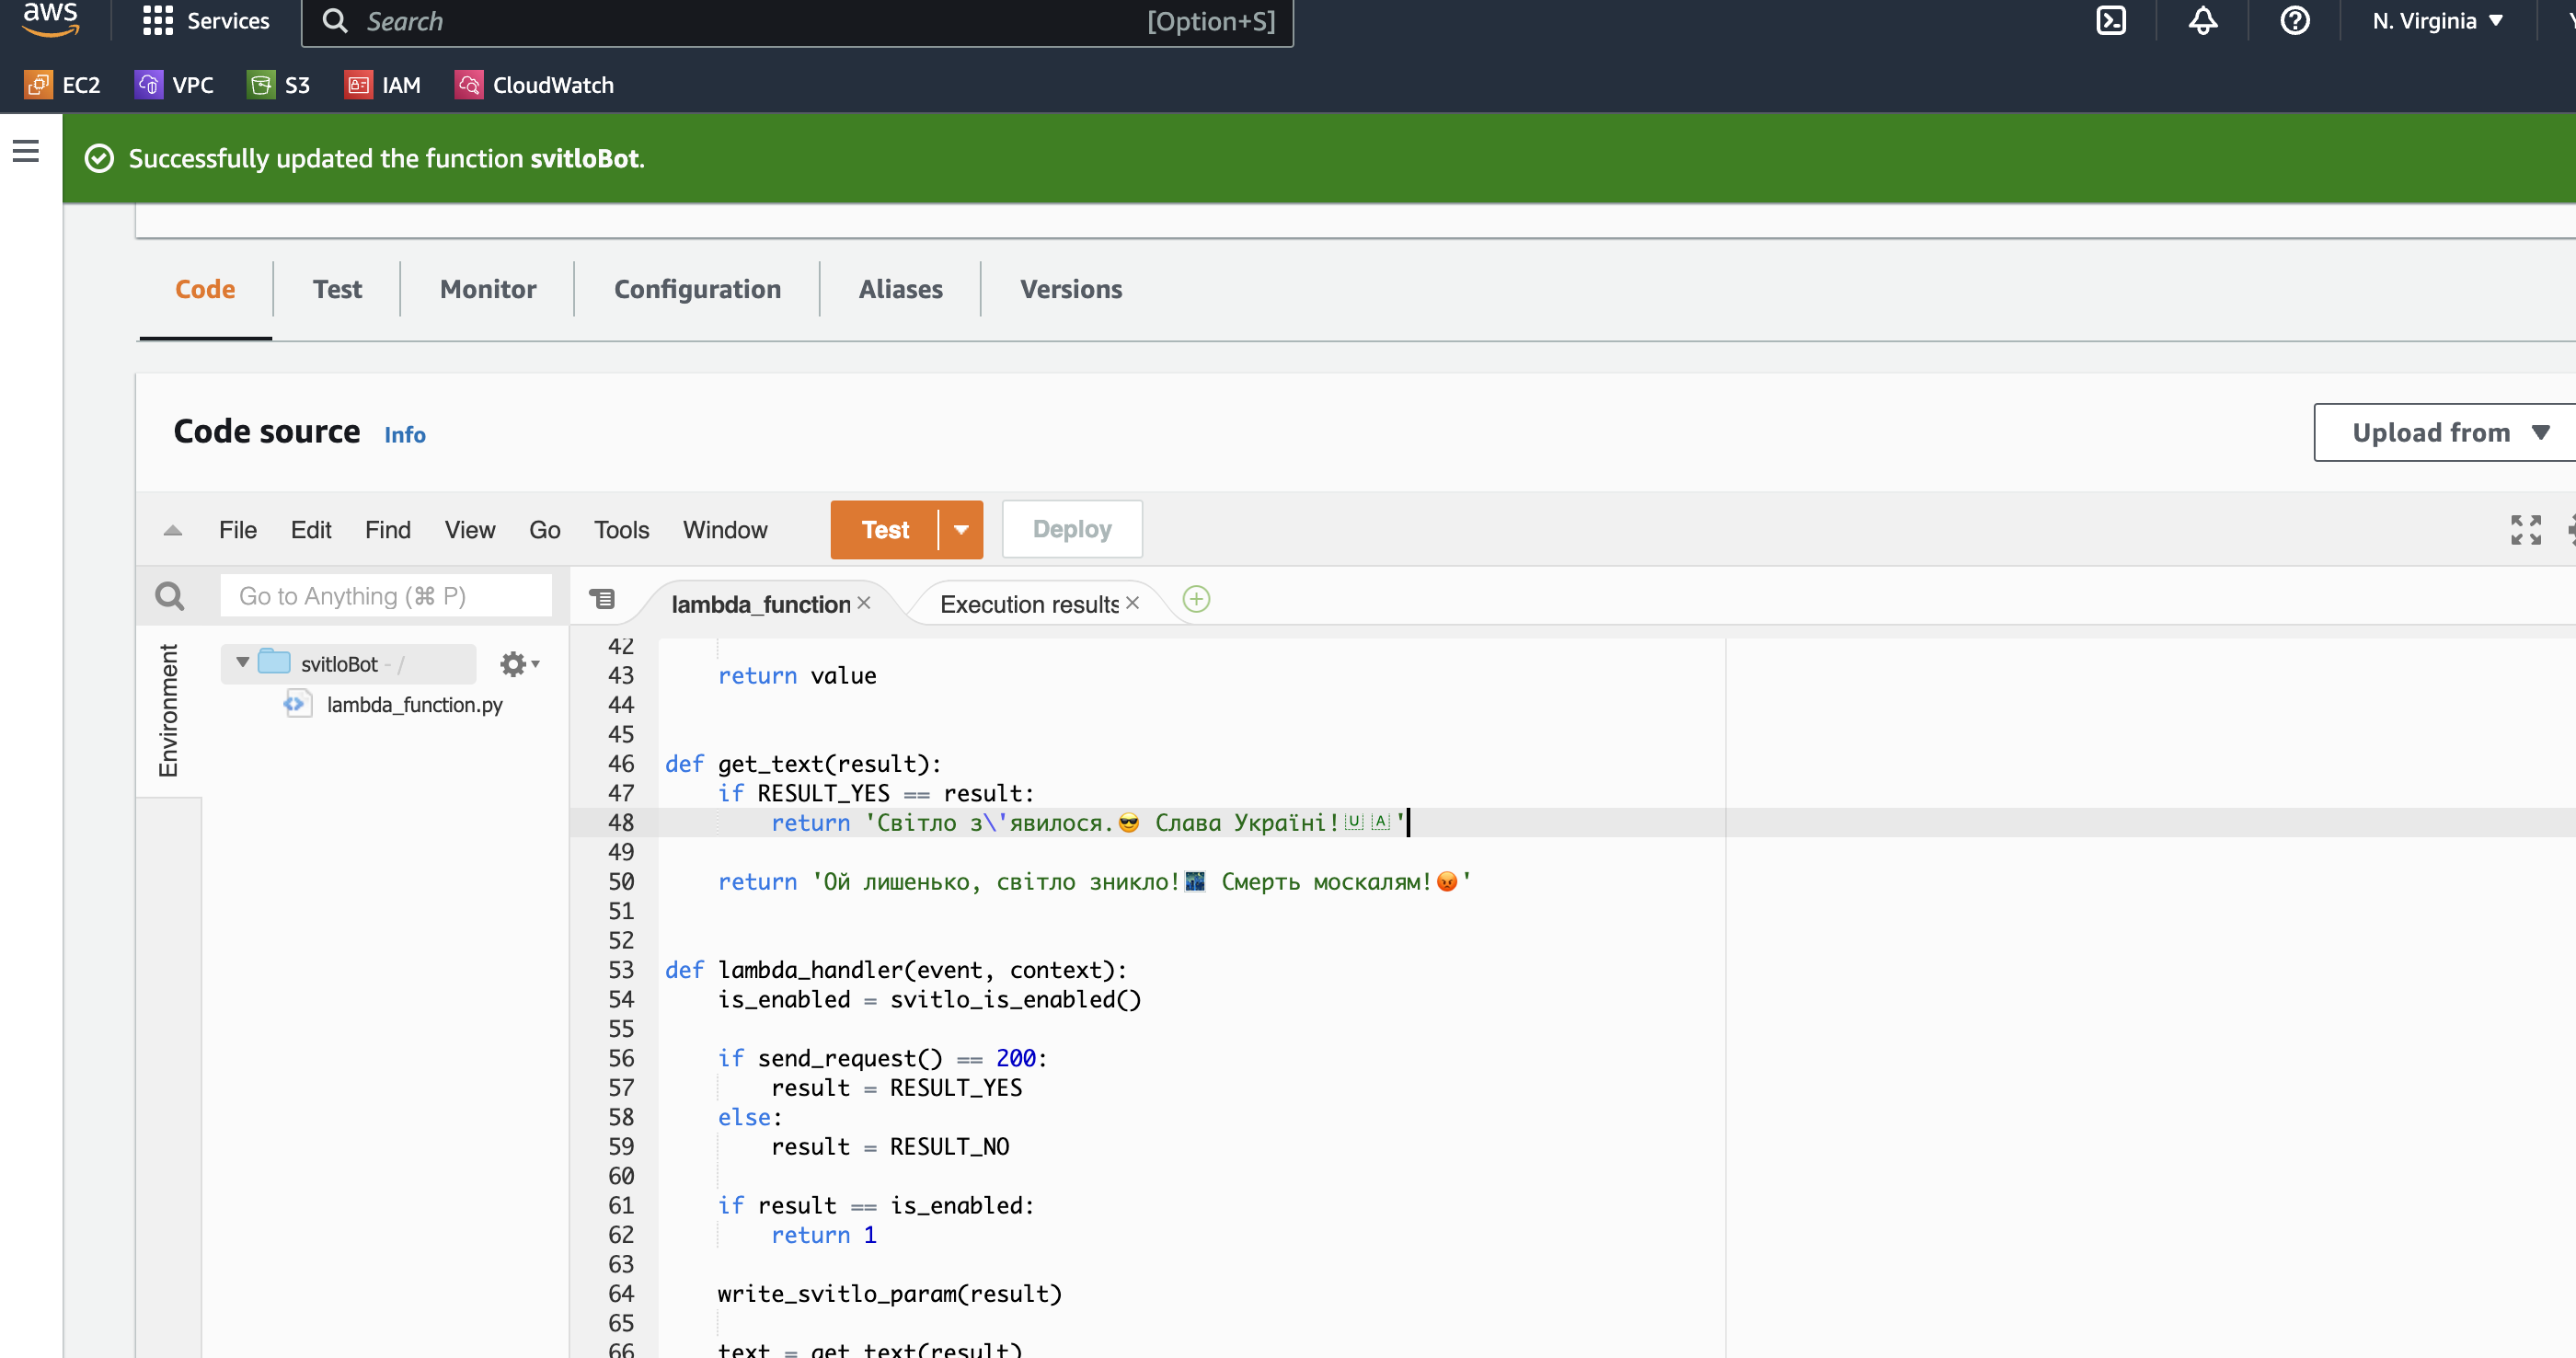 aws
Services
Search
[Option+S]
N. Virginia
EC2
VPC
S3
IAM
CloudWatch
Successfully updated the function svitloBot.
Code
Test
Monitor
Configuration
Aliases
Versions
Code source
Info
Upload from
File
Edit
Find
View
Go
Tools
Window
Test
Deploy
Go to Anything (⌘ P)
lambda_function
Execution results
Environment
svitloBot - /
lambda_function.py
42
43 return value
44
45
46 def get_text(result):
47 if RESULT_YES == result:
48 return 'Світло з\'явилося.😎 Слава Україні!🇺🇦'
49
50 return 'Ой лишенько, світло зникло!🌃 Смерть москалям!😡'
51
52
53 def lambda_handler(event, context):
54 is_enabled = svitlo_is_enabled()
55
56 if send_request() == 200:
57 result = RESULT_YES
58 else:
59 result = RESULT_NO
60
61 if result == is_enabled:
62 return 1
63
64 write_svitlo_param(result)
65
66 text = get_text(result)